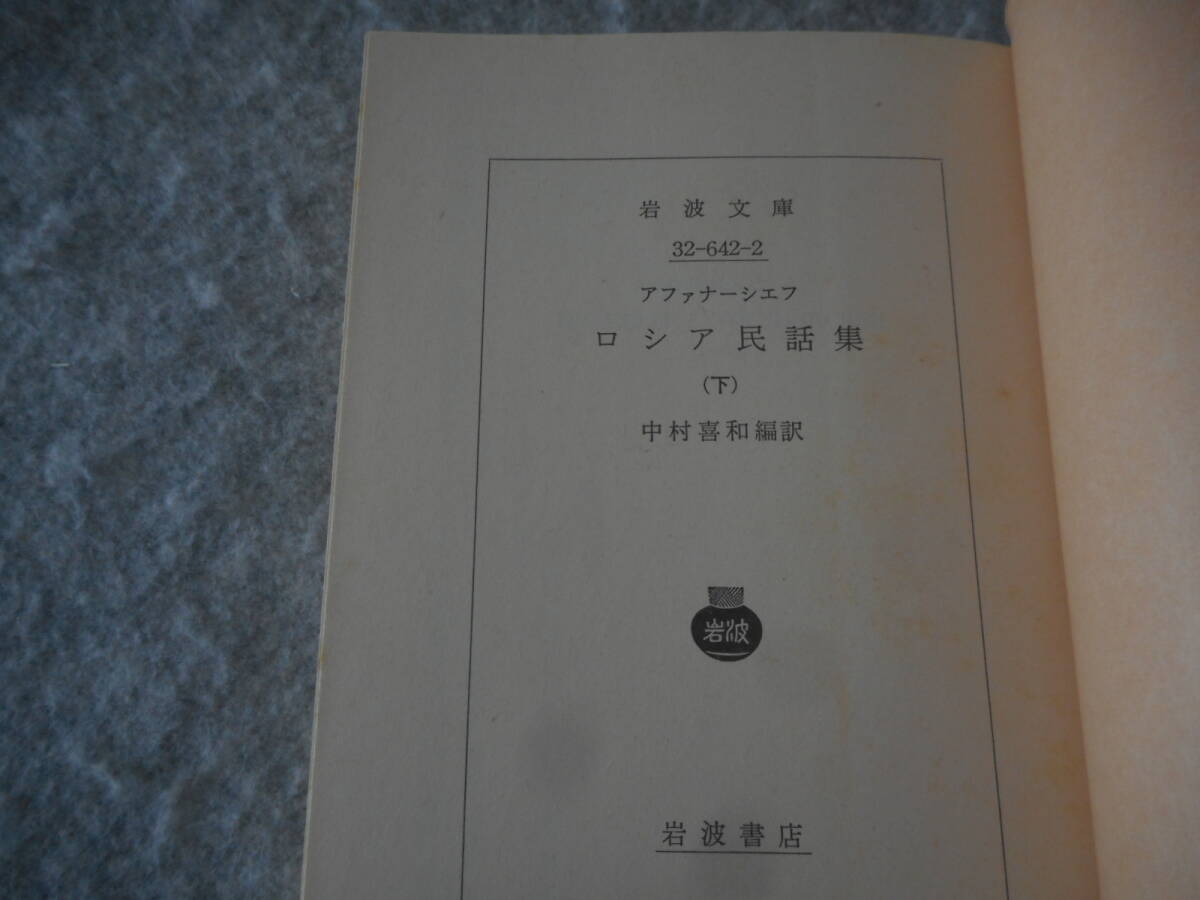 岩波文庫
32-642-2
アファナーシエフ
ロシア民話集
(下)
中村喜和編訳
岩波
岩波書店